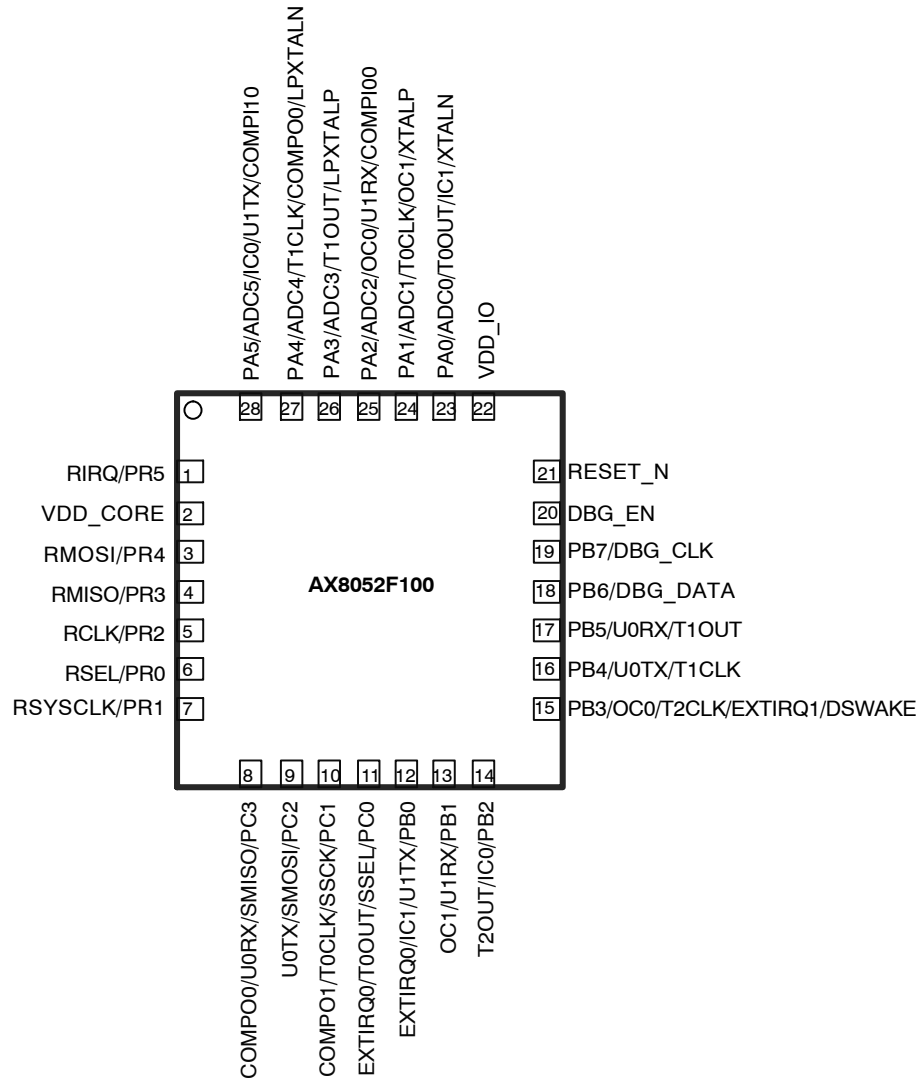 PA5/ADC5/IC0/U1TX/COMPI10
PA4/ADC4/T1CLK/COMPO0/LPXTALN
PA3/ADC3/T1OUT/LPXTALP
PA2/ADC2/OC0/U1RX/COMPI00
PA1/ADC1/T0CLK/OC1/XTALP
PA0/ADC0/T0OUT/IC1/XTALN
VDD_IO
28
27
26
25
24
23
22
RIRQ/PR5
1
VDD_CORE
2
RMOSI/PR4
3
RMISO/PR3
4
RCLK/PR2
5
RSEL/PR0
6
RSYSCLK/PR1
7
AX8052F100
21
RESET_N
20
DBG_EN
19
PB7/DBG_CLK
18
PB6/DBG_DATA
17
PB5/U0RX/T1OUT
16
PB4/U0TX/T1CLK
15
PB3/OC0/T2CLK/EXTIRQ1/DSWAKE
8
9
10
11
12
13
14
COMPO0/U0RX/SMISO/PC3
U0TX/SMOSI/PC2
COMPO1/T0CLK/SSCK/PC1
EXTIRQ0/T0OUT/SSEL/PC0
EXTIRQ0/IC1/U1TX/PB0
OC1/U1RX/PB1
T2OUT/IC0/PB2